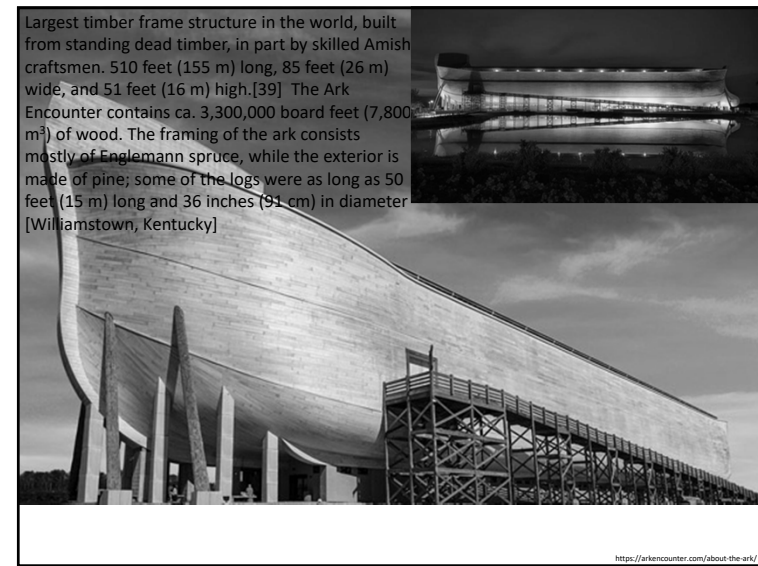 Largest timber frame structure in the world, built
from standing dead timber, in part by skilled Amish
craftsmen. 510 feet (155 m) long, 85 feet (26 m)
wide, and 51 feet (16 m) high.[39]  The Ark
Encounter contains ca. 3,300,000 board feet (7,800
m³) of wood. The framing of the ark consists
mostly of Englemann spruce, while the exterior is
made of pine; some of the logs were as long as 50
feet (15 m) long and 36 inches (91 cm) in diameter
[Williamstown, Kentucky]
https://arkencounter.com/about-the-ark/